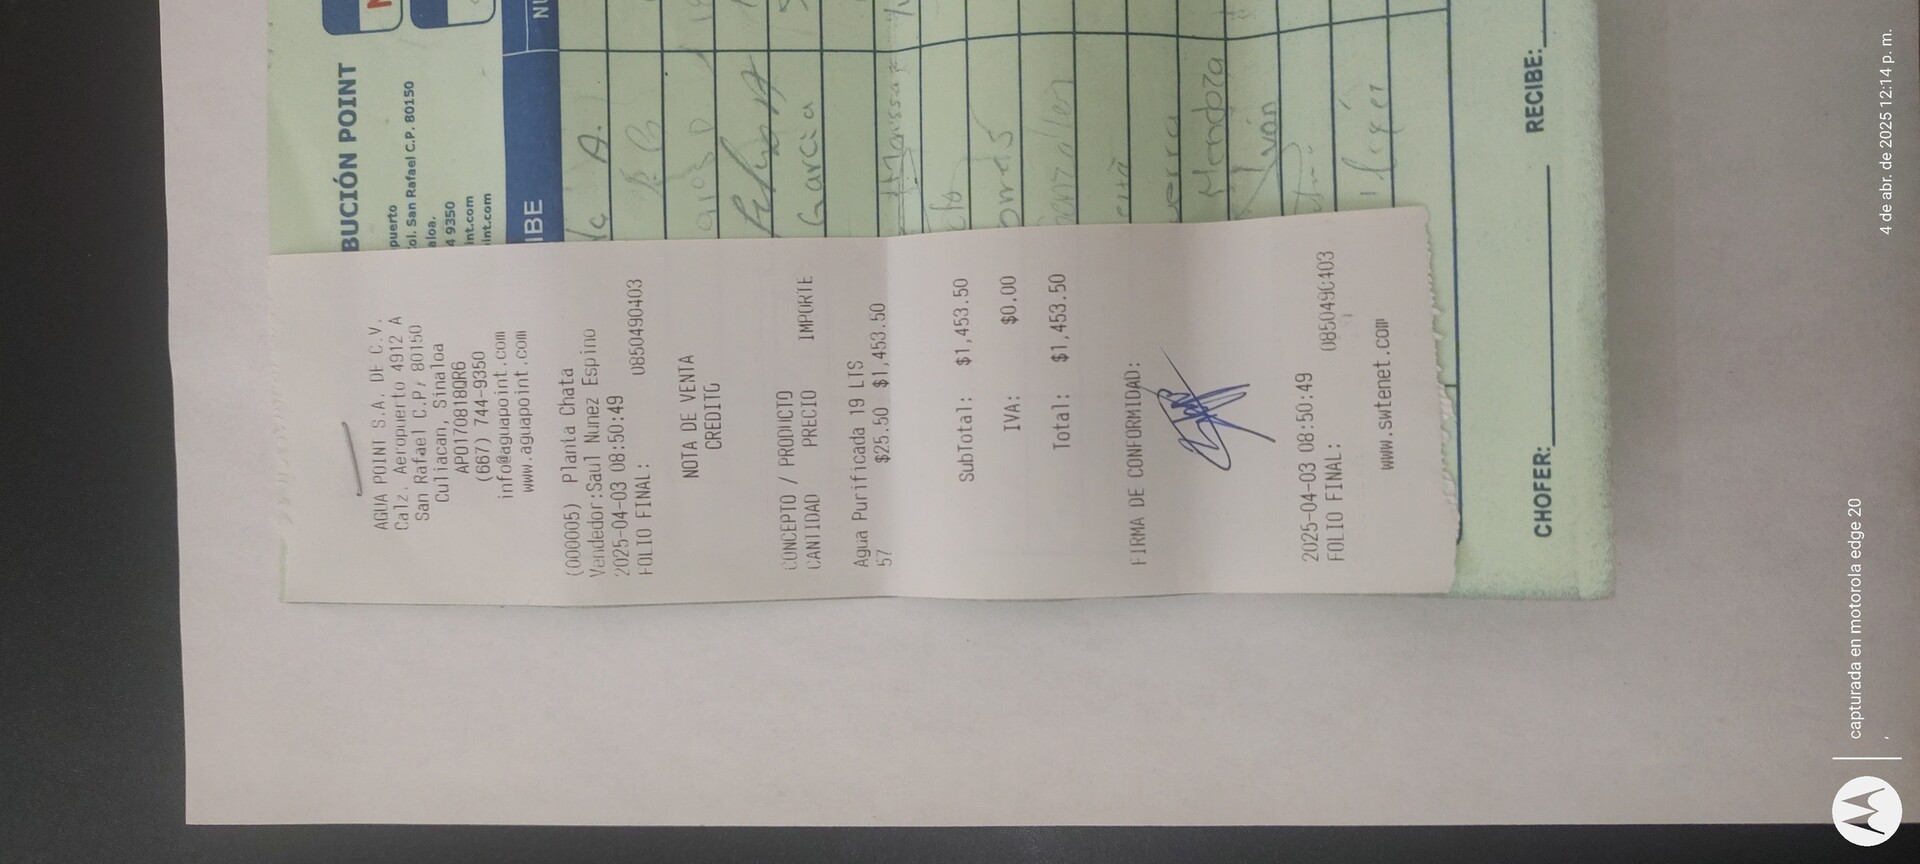 BUCIÓN POINT
puerto
ol. San Rafael C.P. 80150
aloa.
4 9350
int.com
int.com
IBE
NU
A.
García
Mendoza
Iván
CHOFER:
RECIBE:
AGUA POINT S.A. DE C.V.
Calz. Aeropuerto 4912 A
San Rafael C.P. 80150
Culiacan, Sinaloa
APO170818QR6
(667) 744-9350
info@aguapoint.com
www.aguapoint.com
(000005) Planta Chata
Vendedor:Saul Nunez Espino
2025-04-03 08:50:49
FOLIO FINAL: 0850490403
NOTA DE VENTA
CREDITO
CONCEPTO / PRODUCTO
CANTIDAD PRECIO IMPORTE
Agua Purificada 19 LTS
57 $25.50 $1,453.50
SubTotal: $1,453.50
IVA: $0.00
Total: $1,453.50
FIRMA DE CONFORMIDAD:
2025-04-03 08:50:49
FOLIO FINAL: 0850490403
www.swtenet.com
capturada en motorola edge 20
4 de abr. de 2025 12:14 p. m.